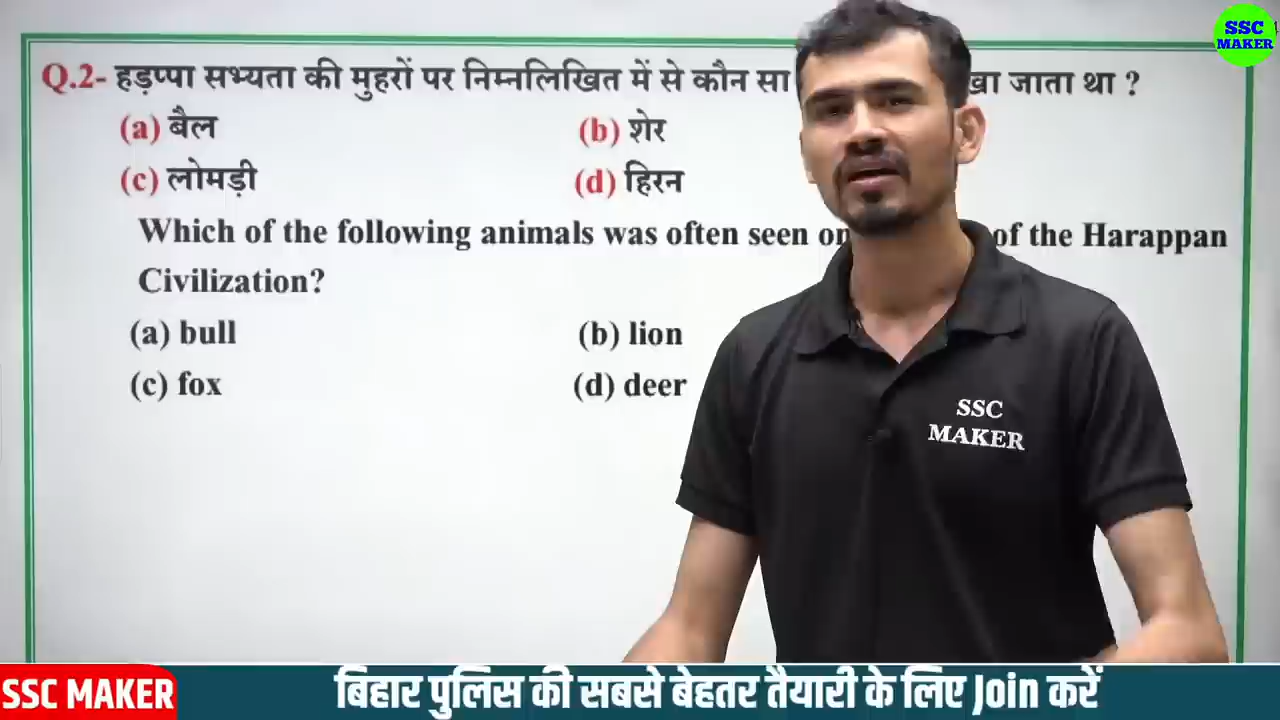 SSC
MAKER
Q.2- हड़प्पा सभ्यता की मुहरों पर निम्नलिखित में से कौन सा जाता था ?
(a) बैल (b) शेर
(c) लोमड़ी (d) हिरन
Which of the following animals was often seen of the Harappan
Civilization?
(a) bull (b) lion
(c) fox (d) deer
SSC
MAKER
SSC MAKER बिहार पुलिस की सबसे बेहतर तैयारी के लिए Join करें